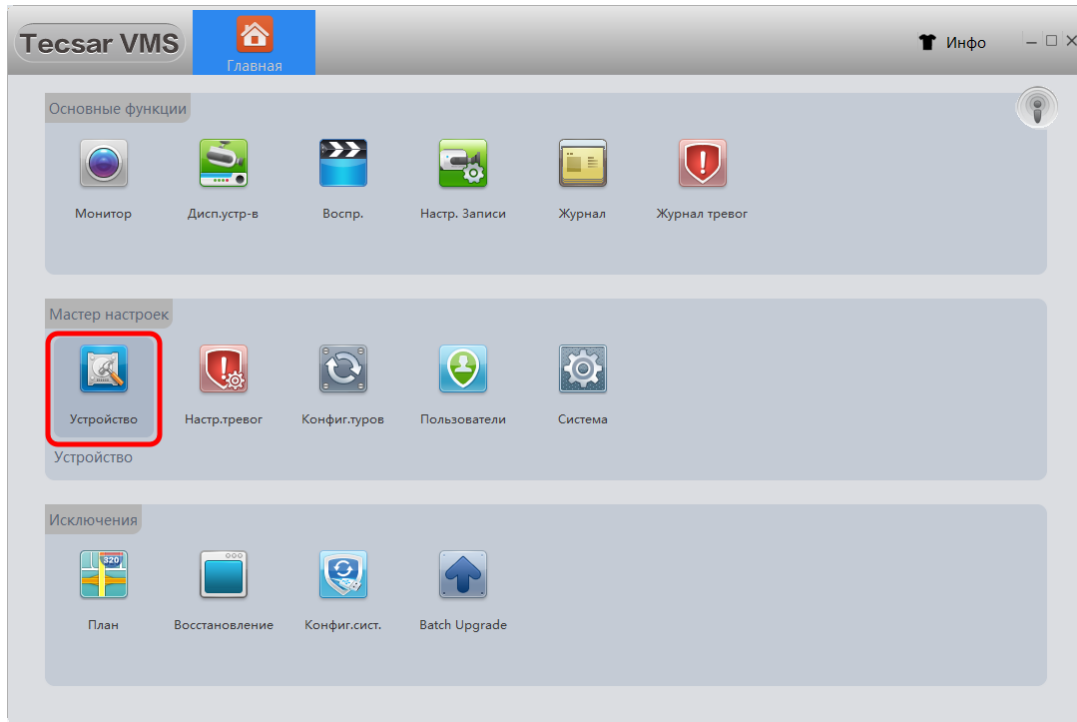 Tecsar VMS
Главная
Инфо
Основные функции
Монитор
Дисп.устр-в
Воспр.
Настр. Записи
Журнал
Журнал тревог
Мастер настроек
Устройство
Настр.тревог
Конфиг.туров
Пользователи
Система
Устройство
Исключения
320
План
Восстановление
Конфиг.сист.
Batch Upgrade